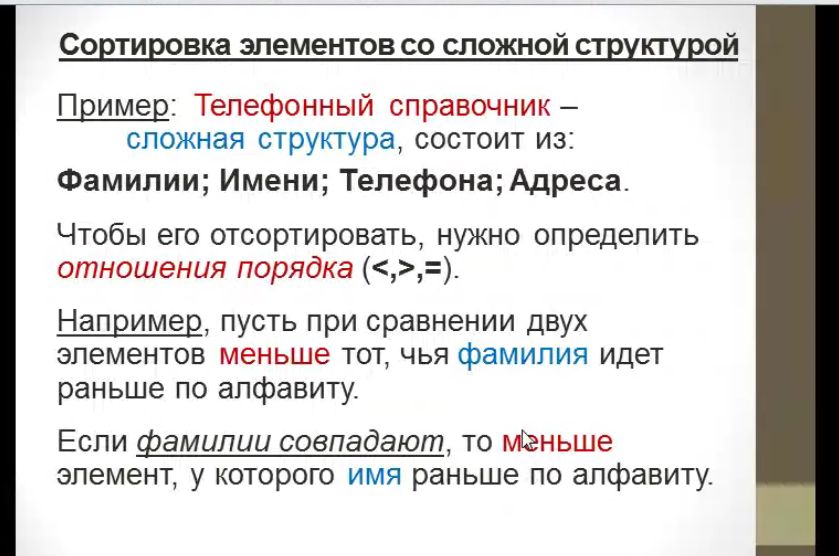 Сортировка элементов со сложной структурой
Пример: Телефонный справочник –
сложная структура, состоит из:
Фамилии; Имени; Телефона; Адреса.
Чтобы его отсортировать, нужно определить
отношения порядка (<,>,=).
Например, пусть при сравнении двух
элементов меньше тот, чья фамилия идет
раньше по алфавиту.
Если фамилии совпадают, то меньше
элемент, у которого имя раньше по алфавиту.